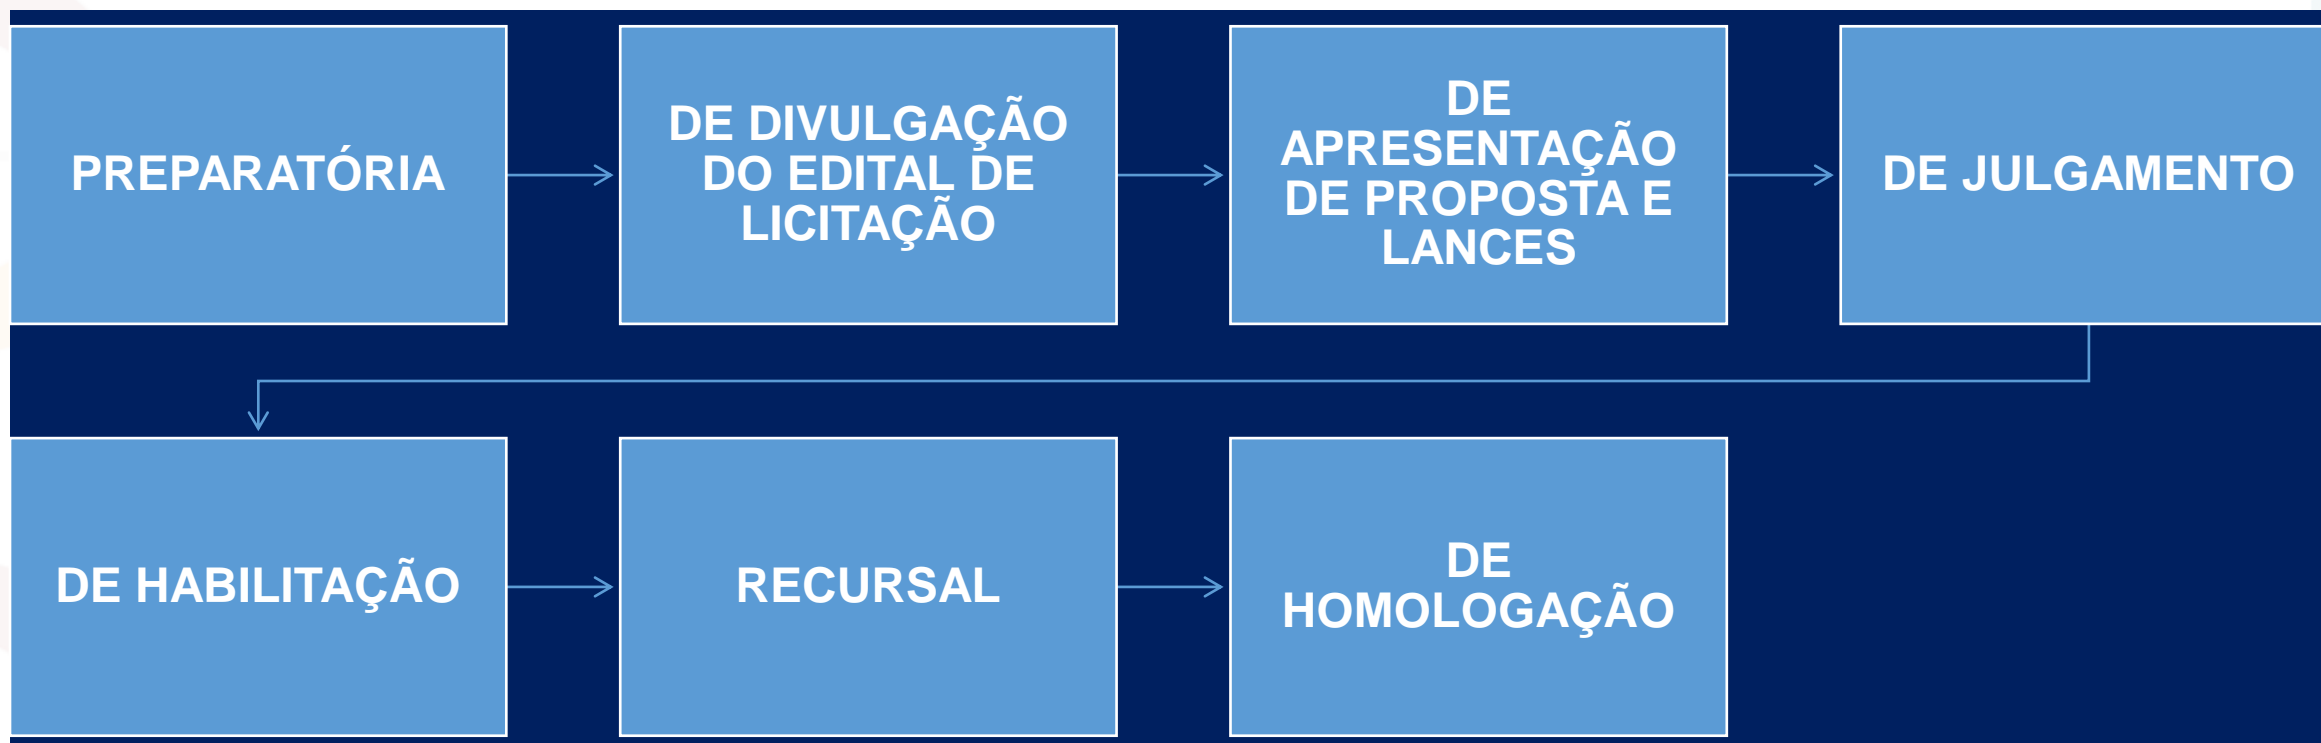 PREPARATÓRIA
DE DIVULGAÇÃO
DO EDITAL DE
LICITAÇÃO
DE
APRESENTAÇÃO
DE PROPOSTA E
LANCES
DE JULGAMENTO
DE HABILITAÇÃO
RECURSAL
DE
HOMOLOGAÇÃO